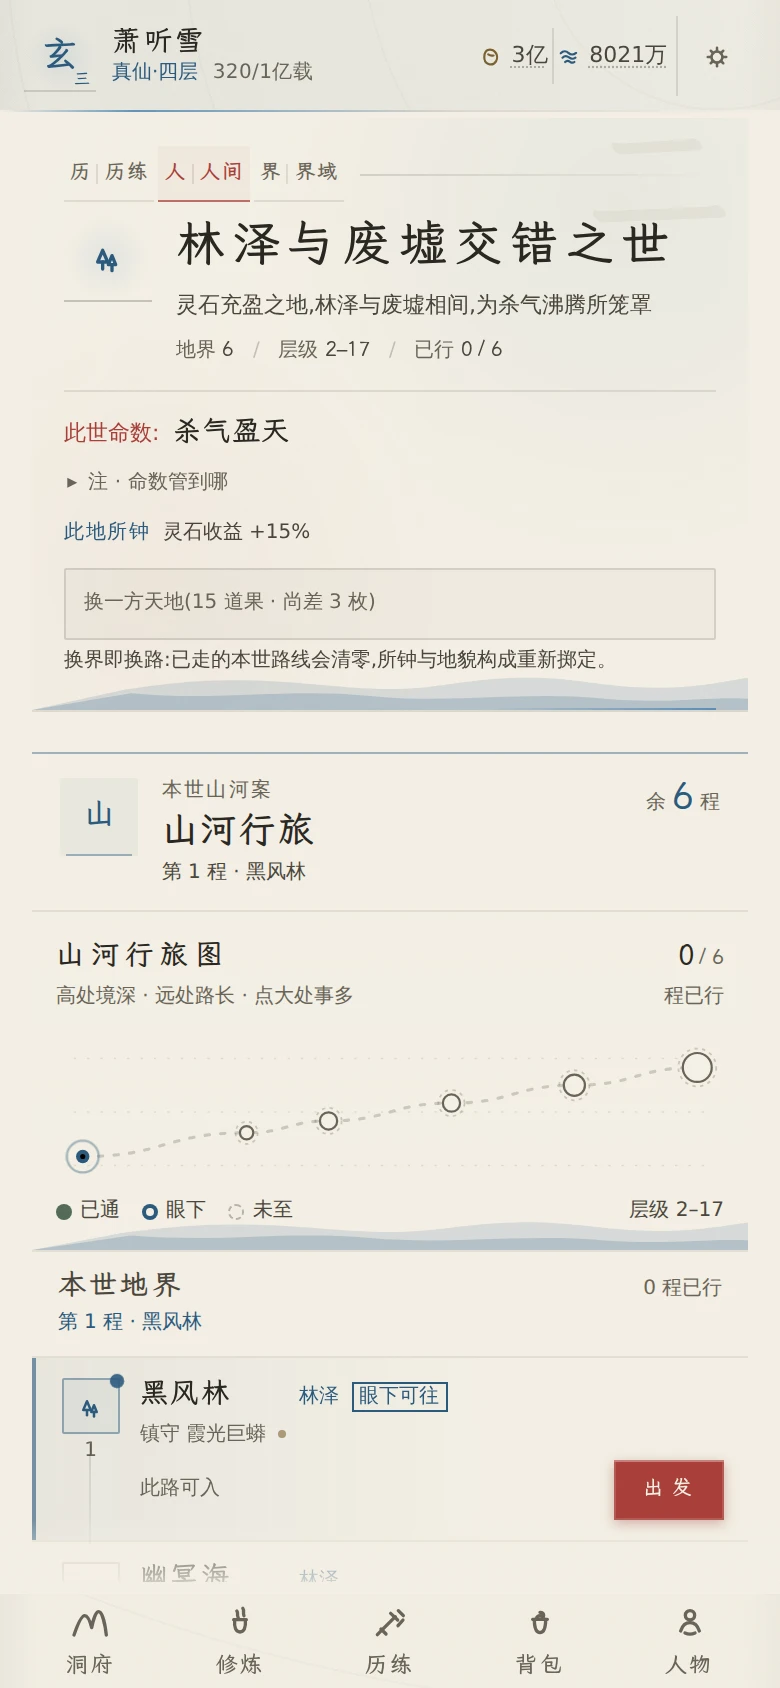 玄三
萧听雪
真仙·四层 320/1亿载
3亿 8021万
历 历练 人 人间 界 界域
林泽与废墟交错之世
灵石充盈之地,林泽与废墟相间,为杀气沸腾所笼罩
地界 6 / 层级 2–17 / 已行 0 / 6
此世命数: 杀气盈天
▸ 注 · 命数管到哪
此地所钟 灵石收益 +15%
换一方天地(15 道果 · 尚差 3 枚)
换界即换路:已走的本世路线会清零,所钟与地貌构成重新掷定。
山
本世山河案
余 6 程
山河行旅
第 1 程 · 黑风林
山河行旅图
0 / 6
高处境深 · 远处路长 · 点大处事多
程已行
已通 眼下 未至
层级 2–17
本世地界
0 程已行
第 1 程 · 黑风林
黑风林 林泽 眼下可往
镇守 霞光巨蟒
1
此路可入
出发
幽冥海 林泽
洞府 修炼 历练 背包 人物